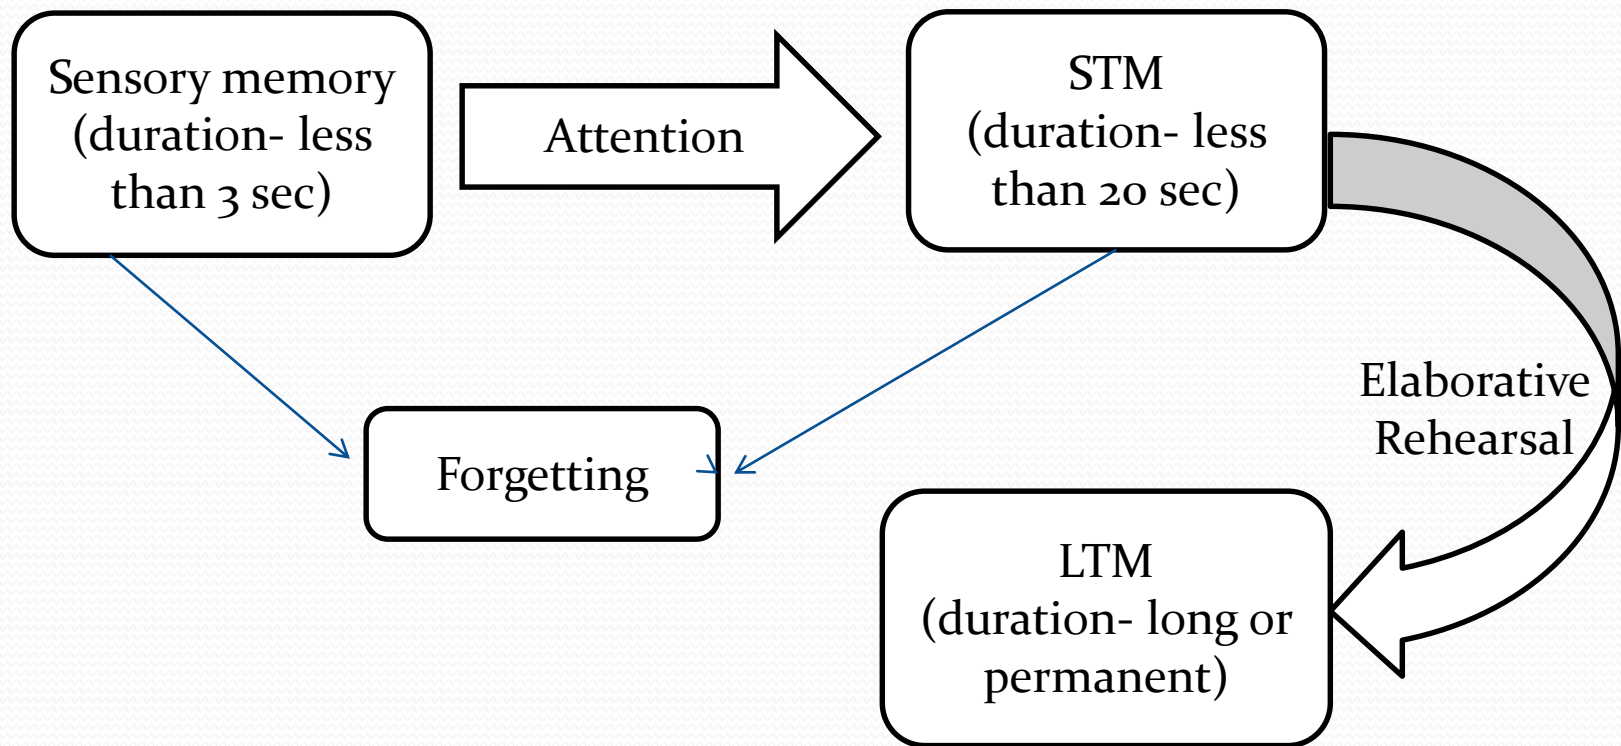 Sensory memory
(duration- less
than 3 sec)
Attention
STM
(duration- less
than 20 sec)
Elaborative
Rehearsal
Forgetting
LTM
(duration- long or
permanent)